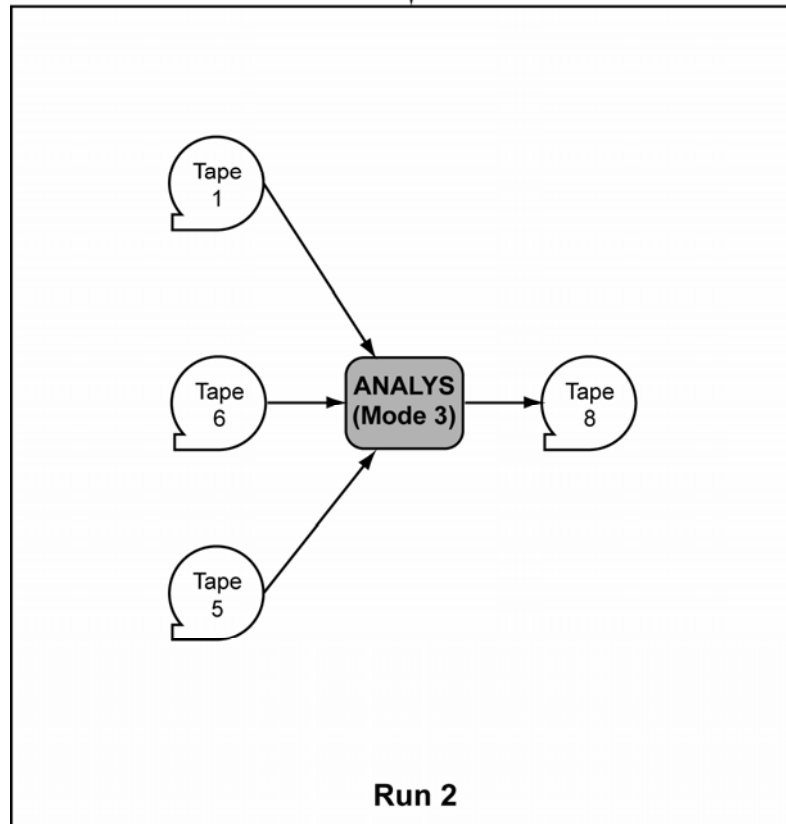 Tape
1
Tape
6
ANALYS
(Mode 3)
Tape
8
Tape
5
Run 2